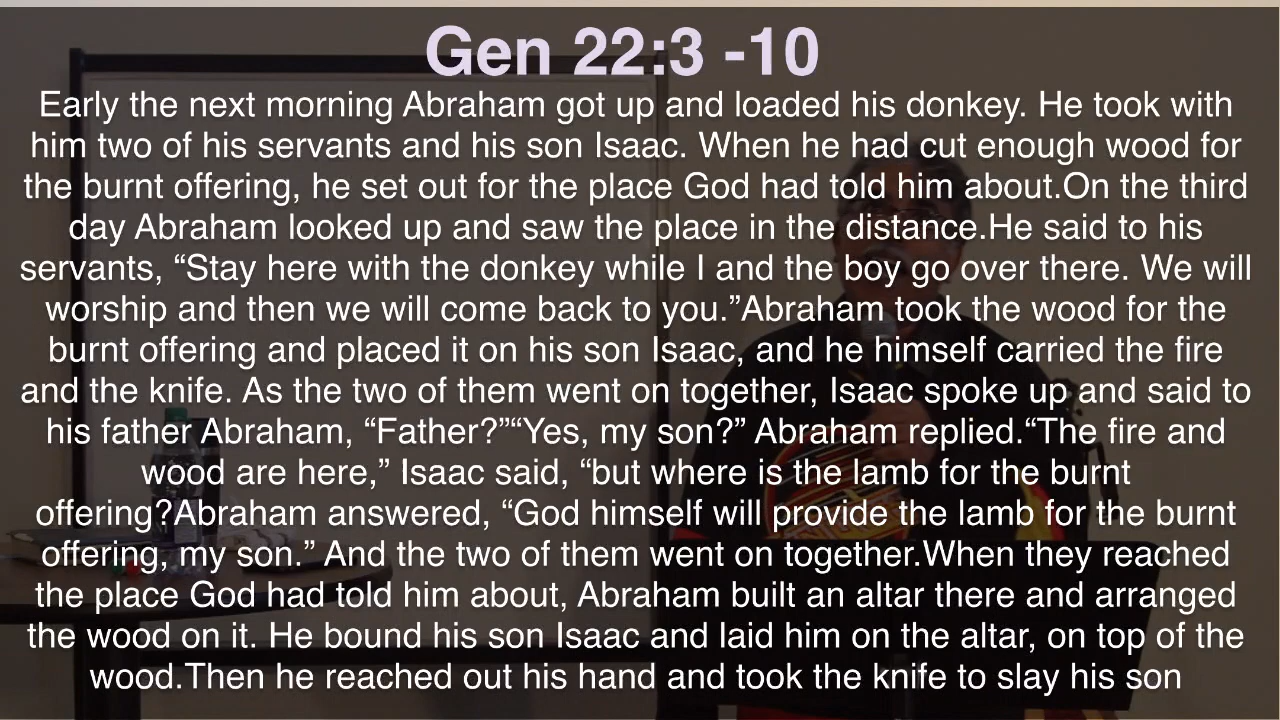 Gen 22:3 -10
Early the next morning Abraham got up and loaded his donkey. He took with
him two of his servants and his son Isaac. When he had cut enough wood for
the burnt offering, he set out for the place God had told him about.On the third
day Abraham looked up and saw the place in the distance.He said to his
servants, “Stay here with the donkey while I and the boy go over there. We will
worship and then we will come back to you.”Abraham took the wood for the
burnt offering and placed it on his son Isaac, and he himself carried the fire
and the knife. As the two of them went on together, Isaac spoke up and said to
his father Abraham, “Father?”“Yes, my son?” Abraham replied.“The fire and
wood are here,” Isaac said, “but where is the lamb for the burnt
offering?Abraham answered, “God himself will provide the lamb for the burnt
offering, my son.” And the two of them went on together.When they reached
the place God had told him about, Abraham built an altar there and arranged
the wood on it. He bound his son Isaac and laid him on the altar, on top of the
wood.Then he reached out his hand and took the knife to slay his son